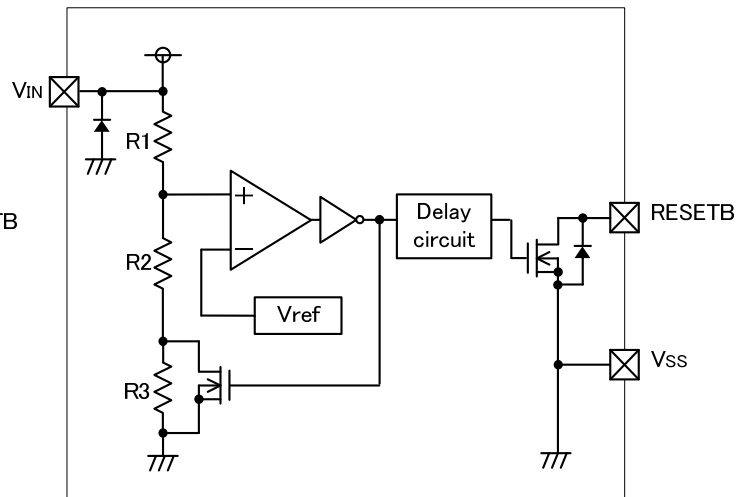 VIN
R1
+
TB
Delay
circuit
RESETB
R2
−
Vref
VSS
R3